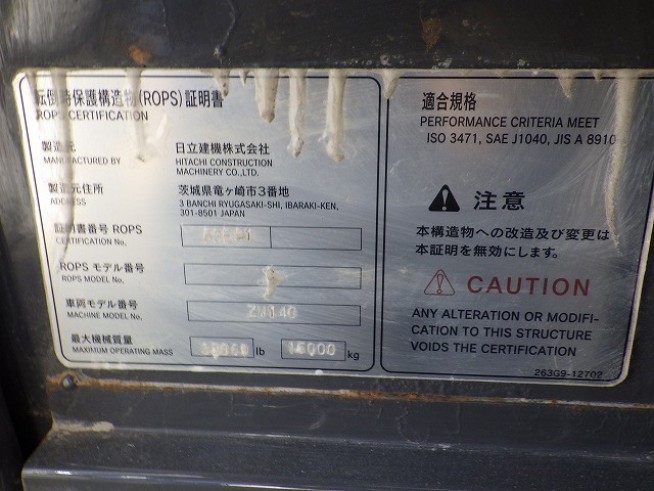 転倒時保護構造物(ROPS)証明書
ROPS CERTIFICATION
製造元
MANUFACTURED BY
日立建機株式会社
HITACHI CONSTRUCTION
MACHINERY CO.,LTD.
製造元住所
ADDRESS
茨城県竜ヶ崎市3番地
3 BANCHI RYUGASAKI-SHI, IBARAKI-KEN,
301-8501 JAPAN
証明書番号 ROPS
CERTIFICATION No.
ROPS モデル番号
ROPS MODEL No.
車両モデル番号
MACHINE MODEL No.
最大機械質量
MAXIMUM OPERATING MASS
lb
kg
適合規格
PERFORMANCE CRITERIA MEET
ISO 3471, SAE J1040, JIS A 8910
注意
本構造物への改造及び変更は
本証明を無効にします。
CAUTION
ANY ALTERATION OR MODIFI-
CATION TO THIS STRUCTURE
VOIDS THE CERTIFICATION
263G9-12702